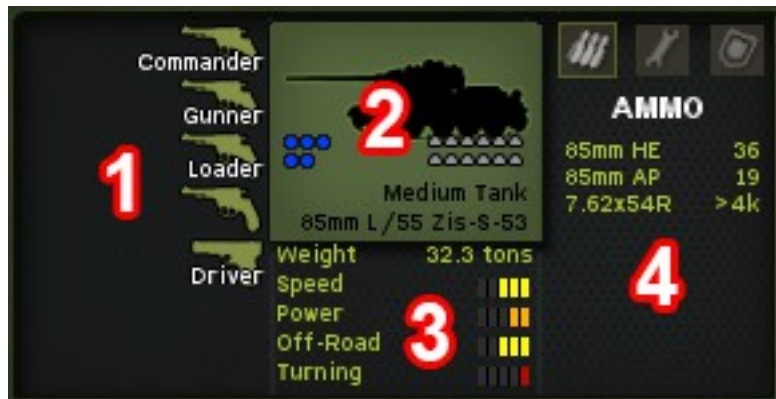 Commander
Gunner
Loader
Driver
1
2
Medium Tank
85mm L/55 Zis-S-53
Weight 32.3 tons
Speed
Power
Off-Road
Turning
3
AMMO
85mm HE 36
85mm AP 19
7.62x54R >4k
4